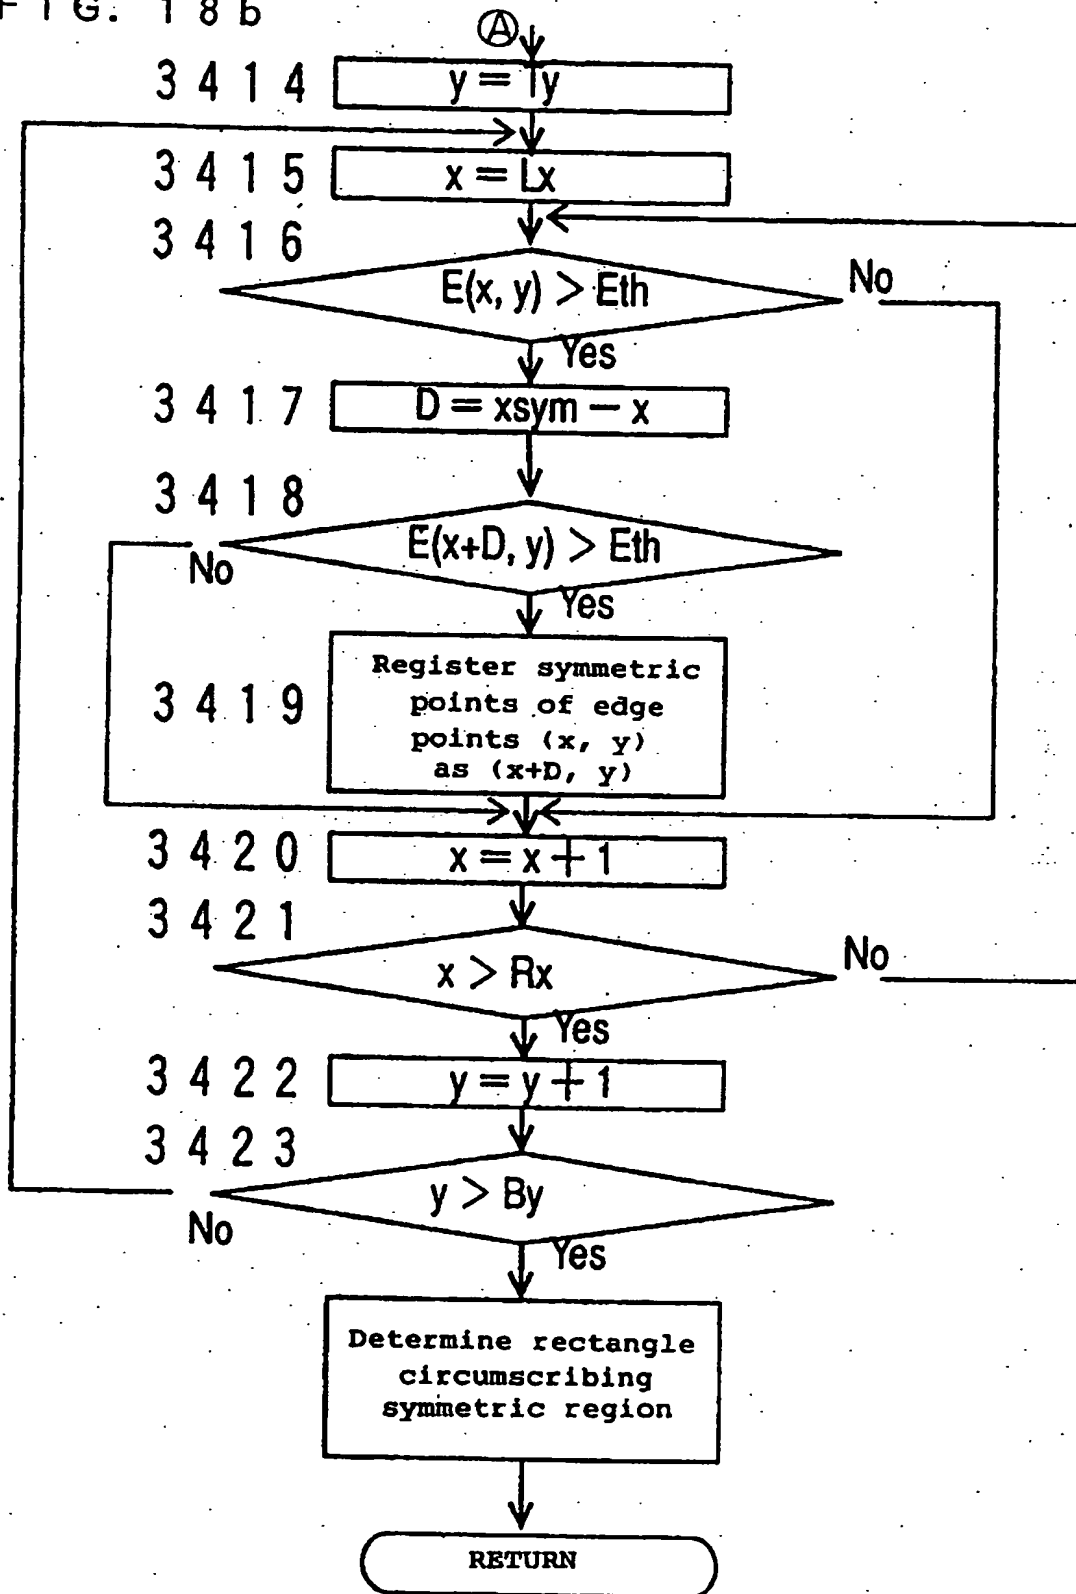 FIG. 18b
A
3414
y = Ty
3415
x = Lx
3416
E(x, y) > Eth
No
Yes
3417
D = xsym − x
3418
E(x+D, y) > Eth
No
Yes
3419
Register symmetric
points of edge
points (x, y)
as (x+D, y)
3420
x = x + 1
3421
x > Rx
No
Yes
3422
y = y + 1
3423
y > By
No
Yes
Determine rectangle
circumscribing
symmetric region
RETURN